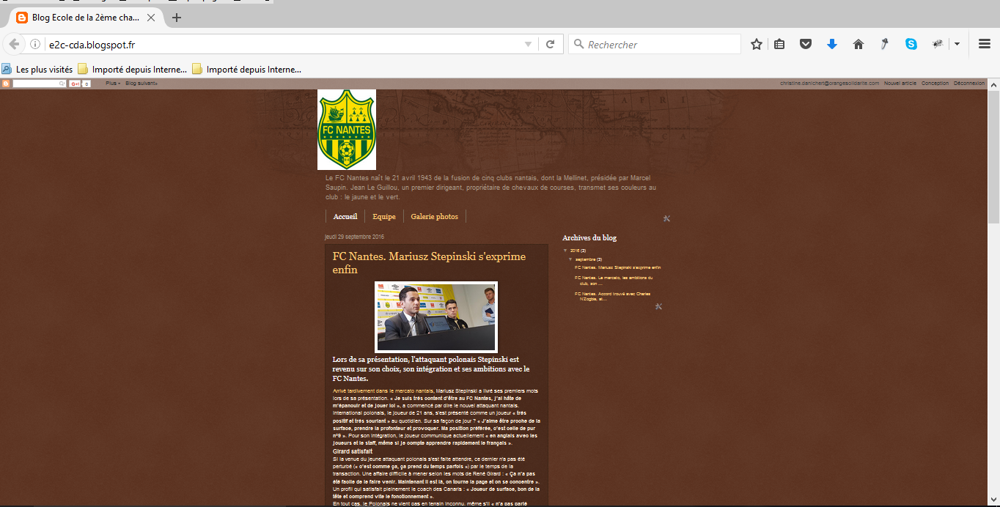 Blog Ecole de la 2ème cha...
e2c-cda.blogspot.fr
Rechercher
Les plus visités Importé depuis Interne... Importé depuis Interne...
G+1 0 Plus Blog suivant» christine.danichert@orangesolidarite.com Nouvel article Conception Déconnexion
AFRI
FC NANTES
Le FC Nantes naît le 21 avril 1943 de la fusion de cinq clubs nantais, dont la Mellinet, présidée par Marcel
Saupin. Jean Le Guillou, un premier dirigeant, propriétaire de chevaux de courses, transmet ses couleurs au
club : le jaune et le vert.
Accueil Equipe Galerie photos
jeudi 29 septembre 2016
FC Nantes. Mariusz Stepinski s'exprime
enfin
Lors de sa présentation, l'attaquant polonais Stepinski est
revenu sur son choix, son intégration et ses ambitions avec le
FC Nantes.
Arrivé tardivement dans le mercato nantais, Mariusz Stepinski a livré ses premiers mots
lors de sa présentation. « Je suis très content d'être au FC Nantes, j'ai hâte de
m'épanouir et de jouer ici », a commencé par dire le nouvel attaquant nantais.
International polonais, le joueur de 21 ans, s'est présenté comme un joueur « très
positif et très souriant » au quotidien. Sur sa façon de jouer ? « J'aime être proche de la
surface, prendre la profondeur et provoquer. Ma position préférée, c'est celle de pur
n°9 ». Pour son intégration, le joueur communique actuellement « en anglais avec les
joueurs et le staff, même si je compte apprendre rapidement le français ».
Girard satisfait
Si la venue du jeune attaquant polonais s'est faite attendre, ce dernier n'a pas été
perturbé (« c'est comme ça, ça prend du temps parfois ») par le temps de la
transaction. Une affaire difficile à mener selon les mots de René Girard : « Ça n'a pas
été facile de le faire venir. Maintenant il est là, on tourne la page et on se concentre ».
Un profil qui satisfait pleinement le coach des Canaris : « Joueur de surface, bon de la
tête et comprend vite le fonctionnement ».
En tout cas, le Polonais ne vient pas en terrain inconnu, même s'il « n'a pas parlé
Archives du blog
▼ 2016 (3)
▼ septembre (3)
FC Nantes. Mariusz Stepinski s'exprime enfin
FC Nantes. Le mercato, les ambitions du
club, son ...
FC Nantes. Accord trouvé avec Charles
N'Zogbia, at...